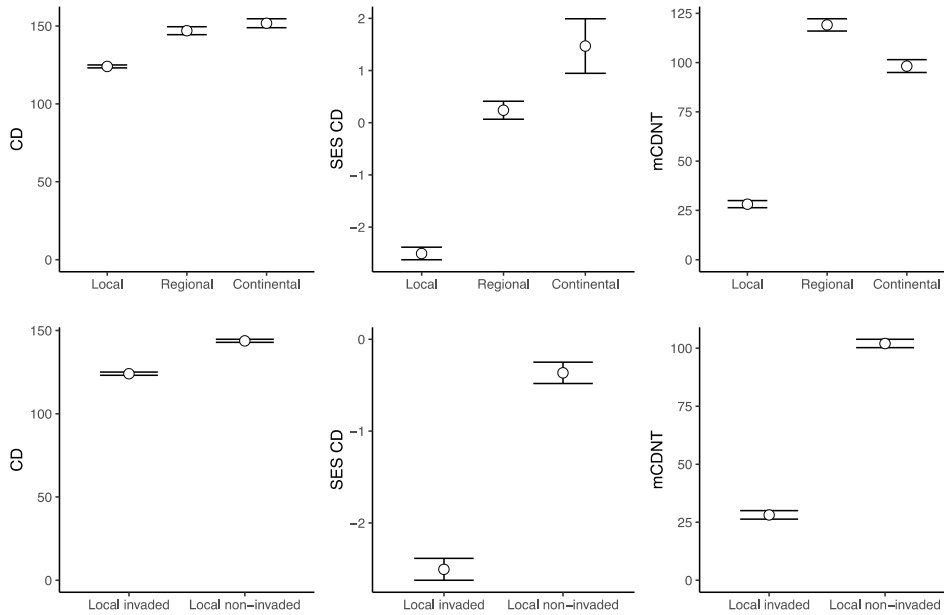 CD
150
100
50
0
Local Regional Continental
SES CD
2
1
0
−1
−2
Local Regional Continental
mCDNT
125
100
75
50
25
0
Local Regional Continental
CD
150
100
50
0
Local invaded Local non−invaded
SES CD
0
−1
−2
Local invaded Local non−invaded
mCDNT
100
75
50
25
0
Local invaded Local non−invaded